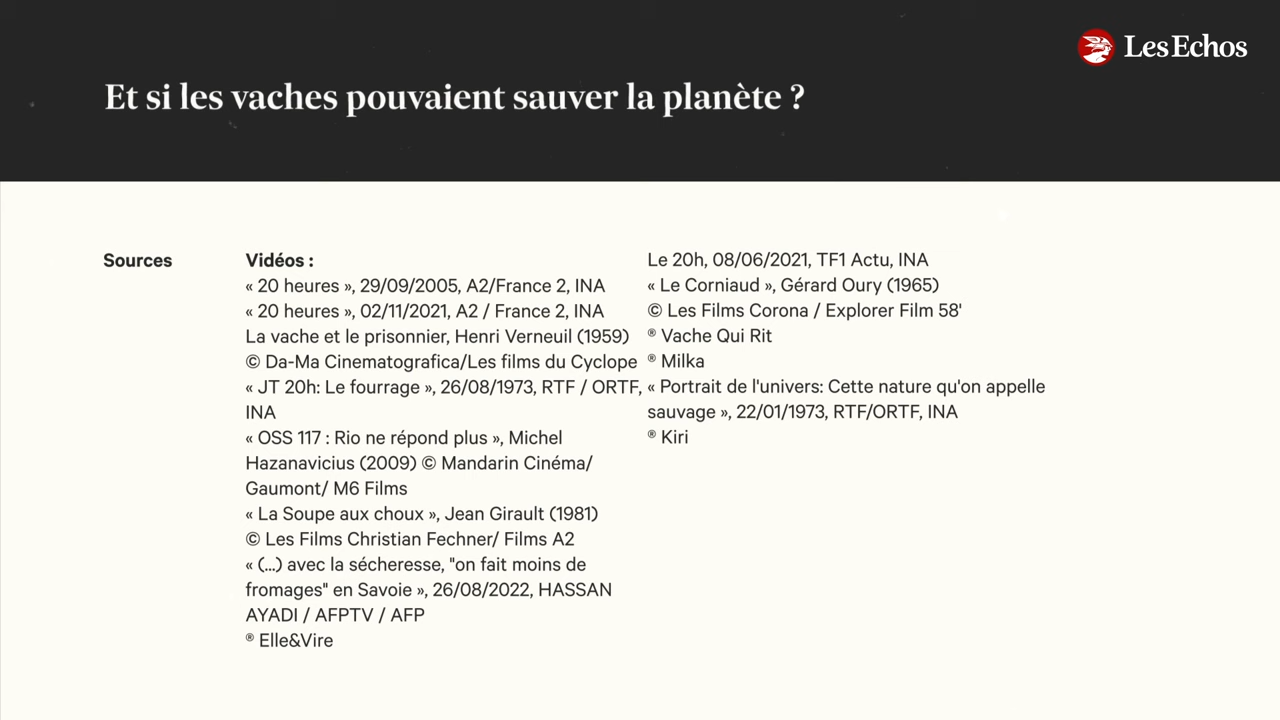 LesEchos
Et si les vaches pouvaient sauver la planète ?
Sources
Vidéos :
« 20 heures », 29/09/2005, A2/France 2, INA
« 20 heures », 02/11/2021, A2 / France 2, INA
La vache et le prisonnier, Henri Verneuil (1959)
© Da-Ma Cinematografica/Les films du Cyclope
« JT 20h: Le fourrage », 26/08/1973, RTF / ORTF,
INA
« OSS 117 : Rio ne répond plus », Michel
Hazanavicius (2009) © Mandarin Cinéma/
Gaumont/ M6 Films
« La Soupe aux choux », Jean Girault (1981)
© Les Films Christian Fechner/ Films A2
« (...) avec la sécheresse, "on fait moins de
fromages" en Savoie », 26/08/2022, HASSAN
AYADI / AFPTV / AFP
® Elle&Vire
Le 20h, 08/06/2021, TF1 Actu, INA
« Le Corniaud », Gérard Oury (1965)
© Les Films Corona / Explorer Film 58'
® Vache Qui Rit
® Milka
« Portrait de l'univers: Cette nature qu'on appelle
sauvage », 22/01/1973, RTF/ORTF, INA
® Kiri